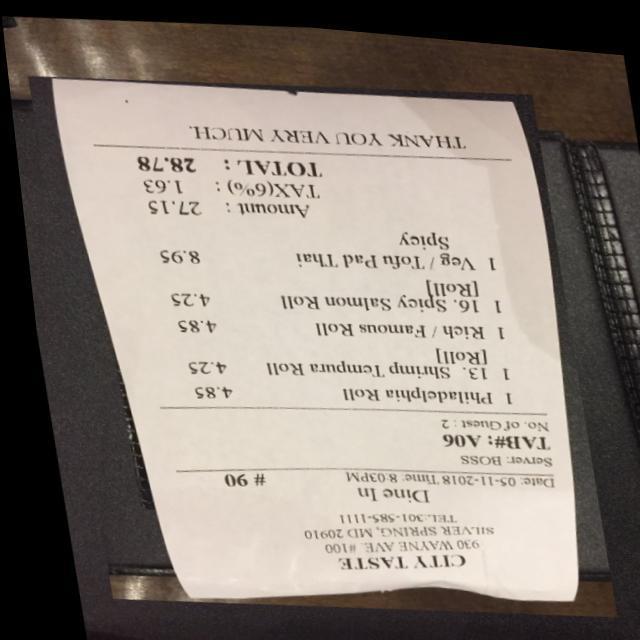 CITY TASTE
930 WAYNE AVE. #100
SILVER SPRING, MD 20910
TEL:301-585-1111
Dine In
# 90
Date: 05-11-2018 Time: 8:03PM
Server: BOSS
TAB#: A06
No. of Guest : 2
1 Philadelphia Roll 4.85
1 13. Shrimp Tempura Roll 4.25
[Roll]
1 Rich / Famous Roll 4.85
1 16. Spicy Salmon Roll 4.25
[Roll]
1 Veg / Tofu Pad Thai 8.95
Spicy
Amount : 27.15
TAX(6%) : 1.63
TOTAL : 28.78
THANK YOU VERY MUCH.